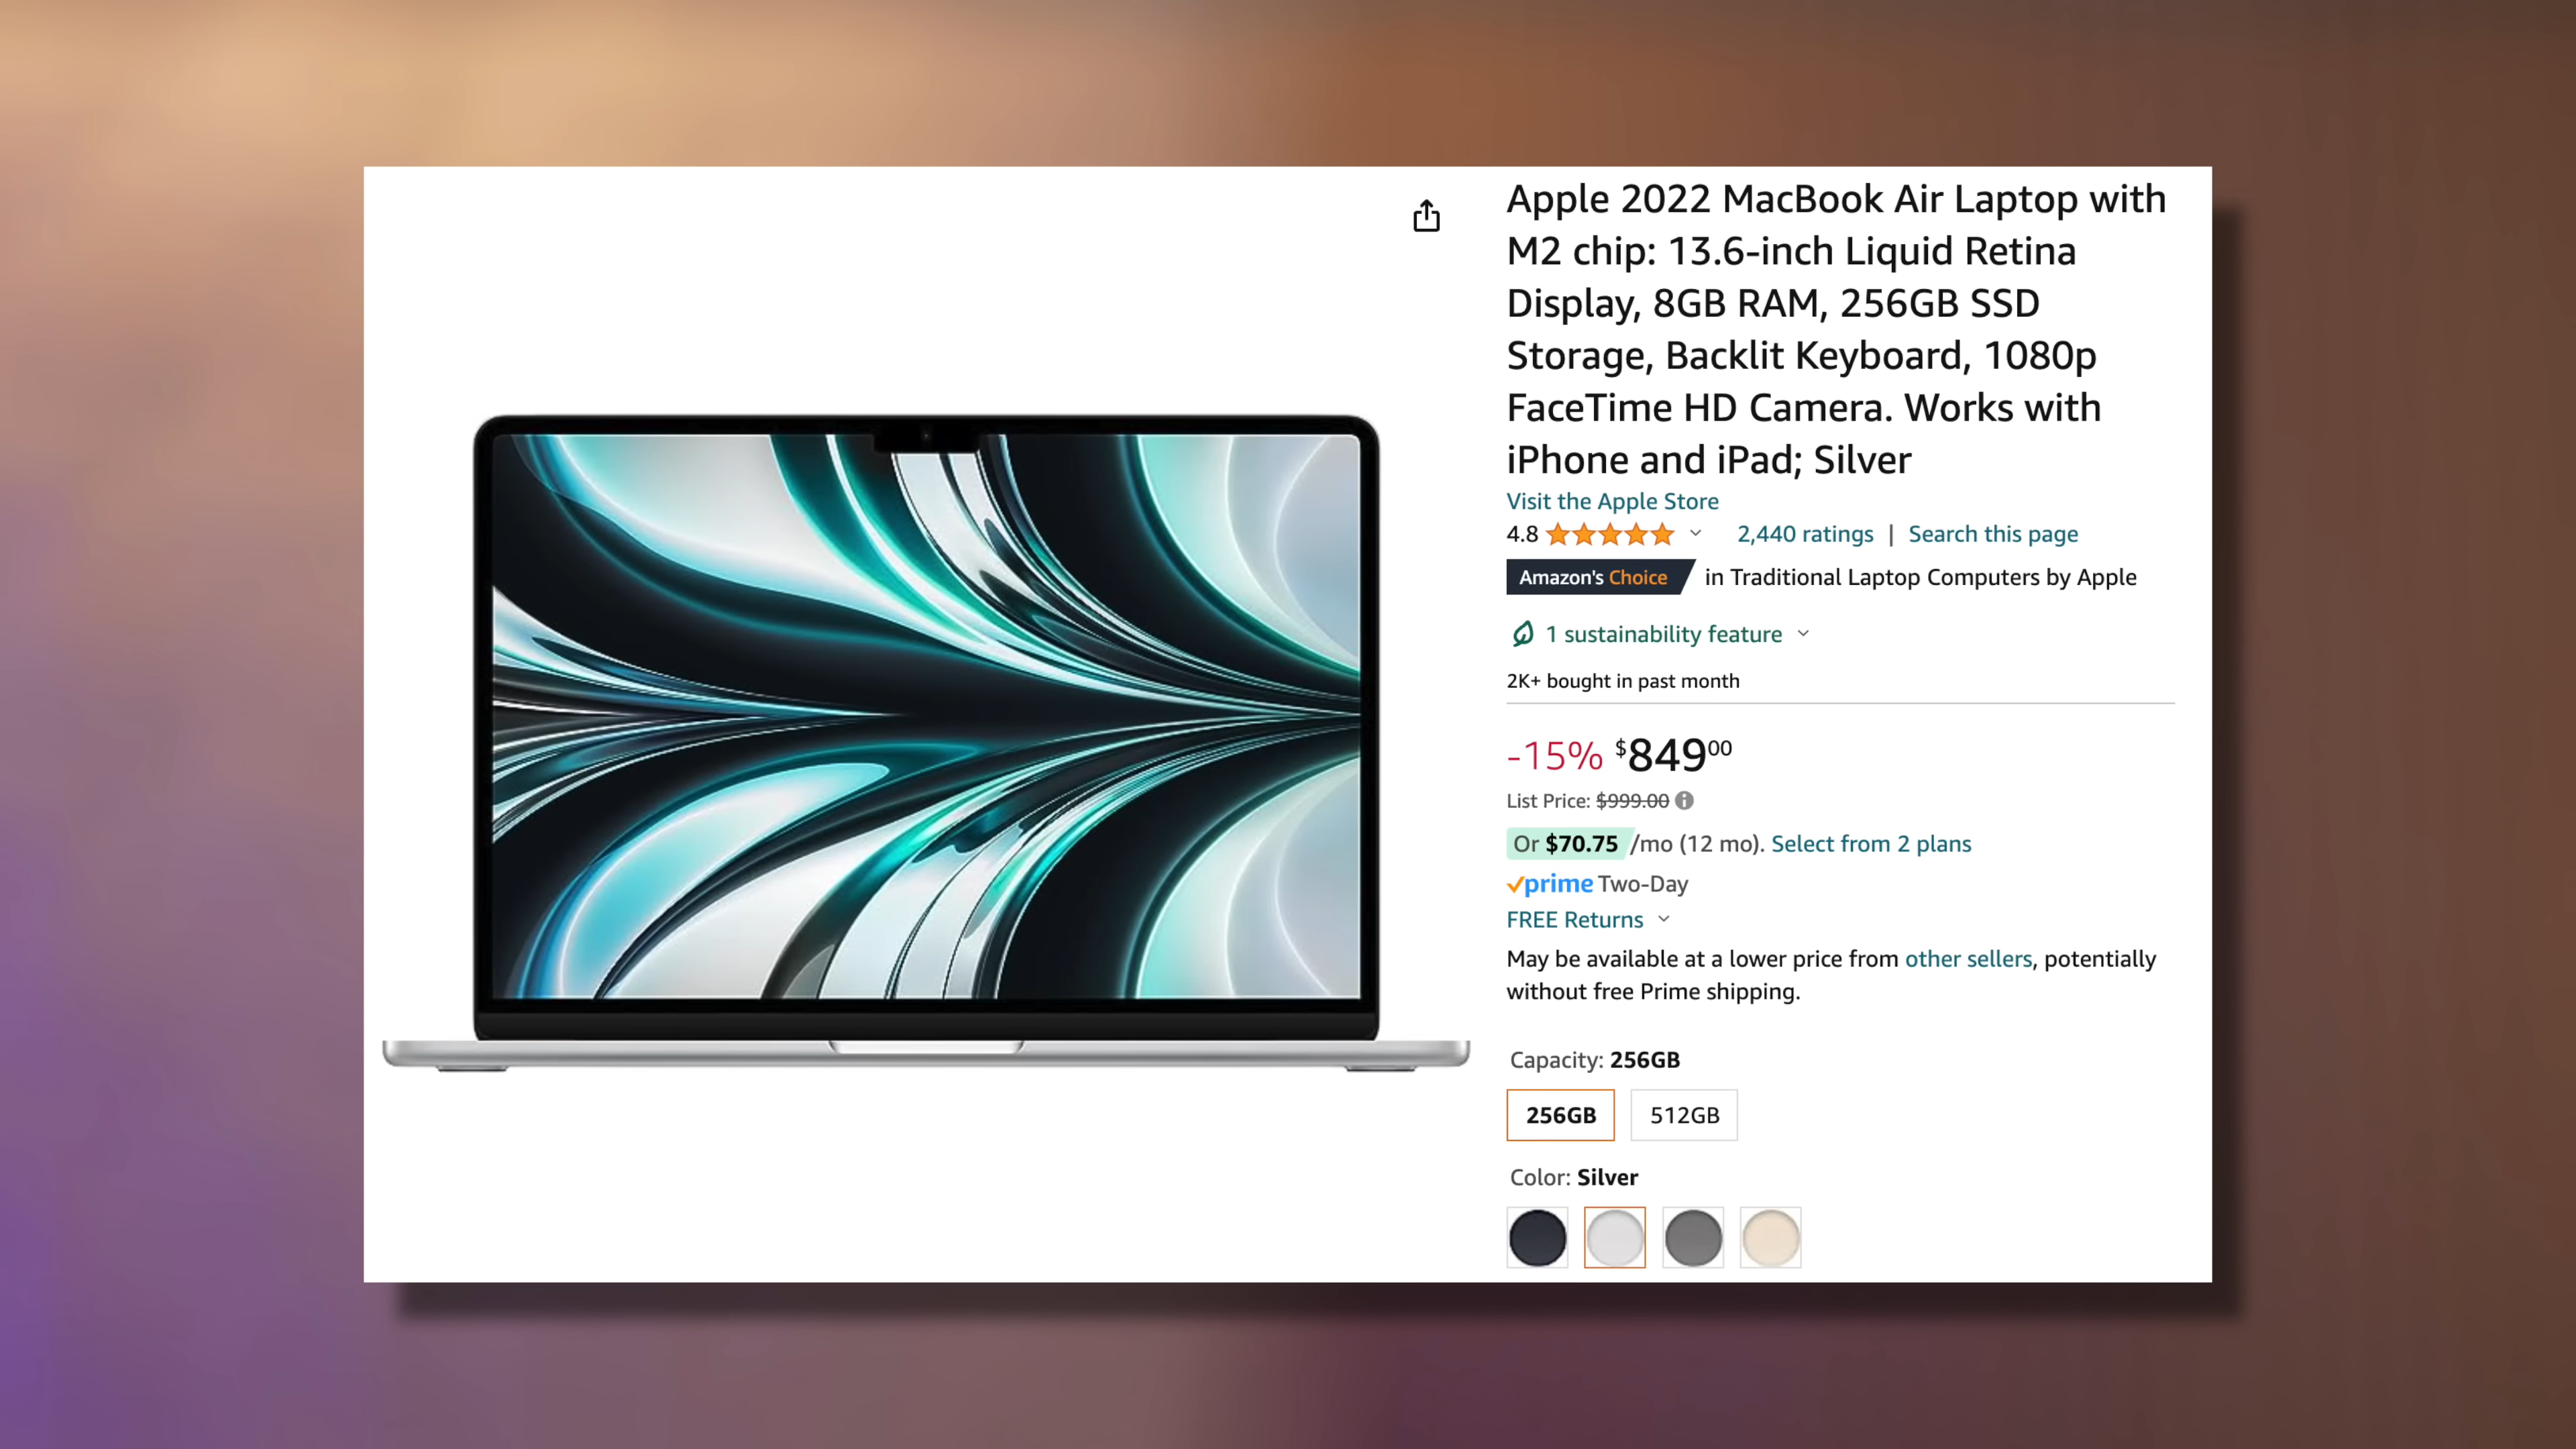 Apple 2022 MacBook Air Laptop with
M2 chip: 13.6-inch Liquid Retina
Display, 8GB RAM, 256GB SSD
Storage, Backlit Keyboard, 1080p
FaceTime HD Camera. Works with
iPhone and iPad; Silver
Visit the Apple Store
4.8 2,440 ratings | Search this page
Amazon's Choice in Traditional Laptop Computers by Apple
1 sustainability feature
2K+ bought in past month
-15% $84900
List Price: $999.00
Or $70.75 /mo (12 mo). Select from 2 plans
prime Two-Day
FREE Returns
May be available at a lower price from other sellers, potentially
without free Prime shipping.
Capacity: 256GB
256GB 512GB
Color: Silver